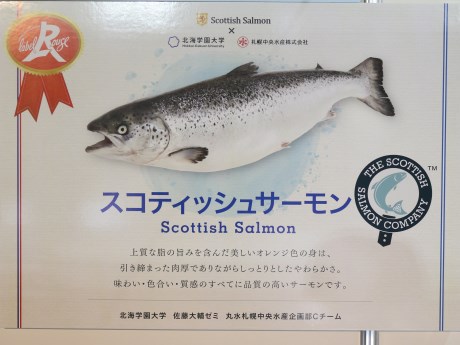 Scottish Salmon
×
北海学園大学
Hokkai-Gakuen University
札幌中央水産株式会社
Label
Rouge
スコティッシュサーモン
Scottish Salmon
THE SCOTTISH
SALMON COMPANY
TM
上質な脂の旨みを含んだ美しいオレンジ色の身は、
引き締まった肉厚でありながらしっとりとしたやわらかさ。
味わい・色合い・質感のすべてに品質の高いサーモンです。
北海学園大学 佐藤大輔ゼミ 丸水札幌中央水産企画部Cチーム